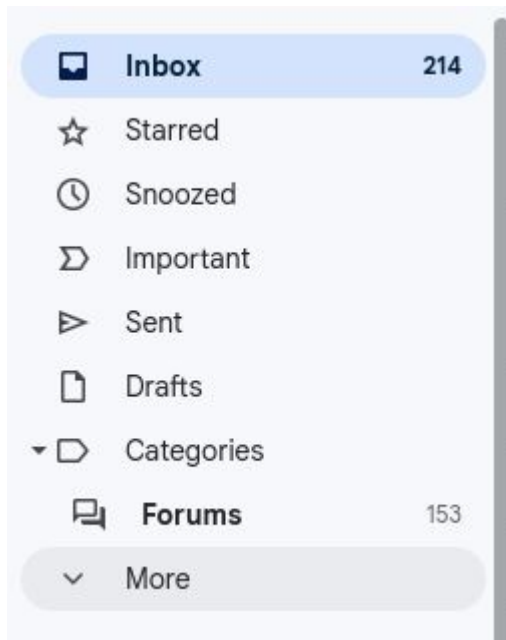 Inbox 214
Starred
Snoozed
Important
Sent
Drafts
Categories
Forums 153
More